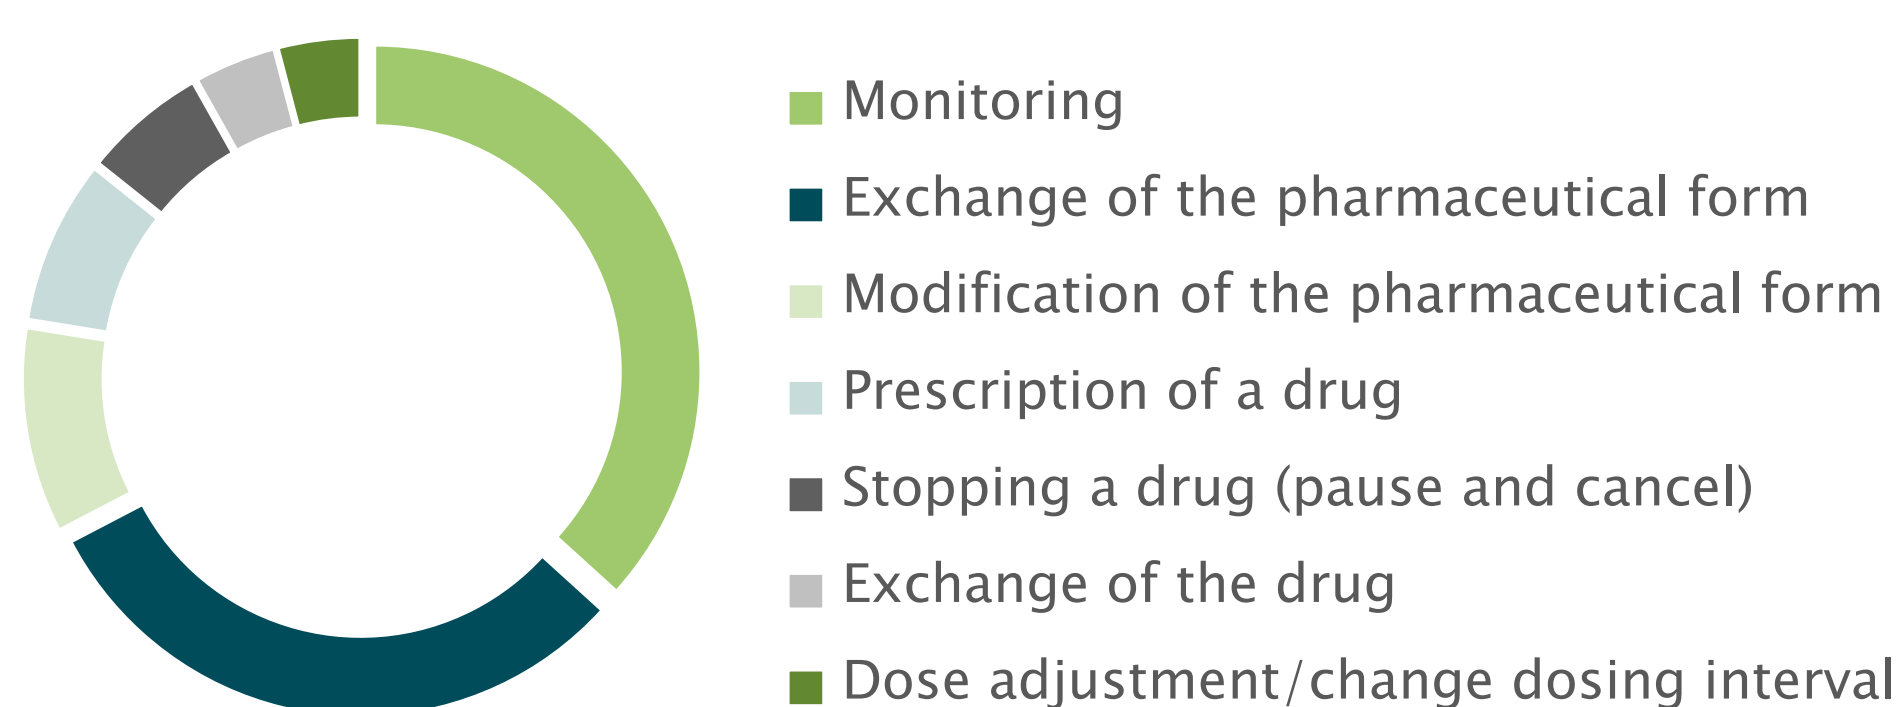 Monitoring
Exchange of the pharmaceutical form
Modification of the pharmaceutical form
Prescription of a drug
Stopping a drug (pause and cancel)
Exchange of the drug
Dose adjustment/change dosing interval